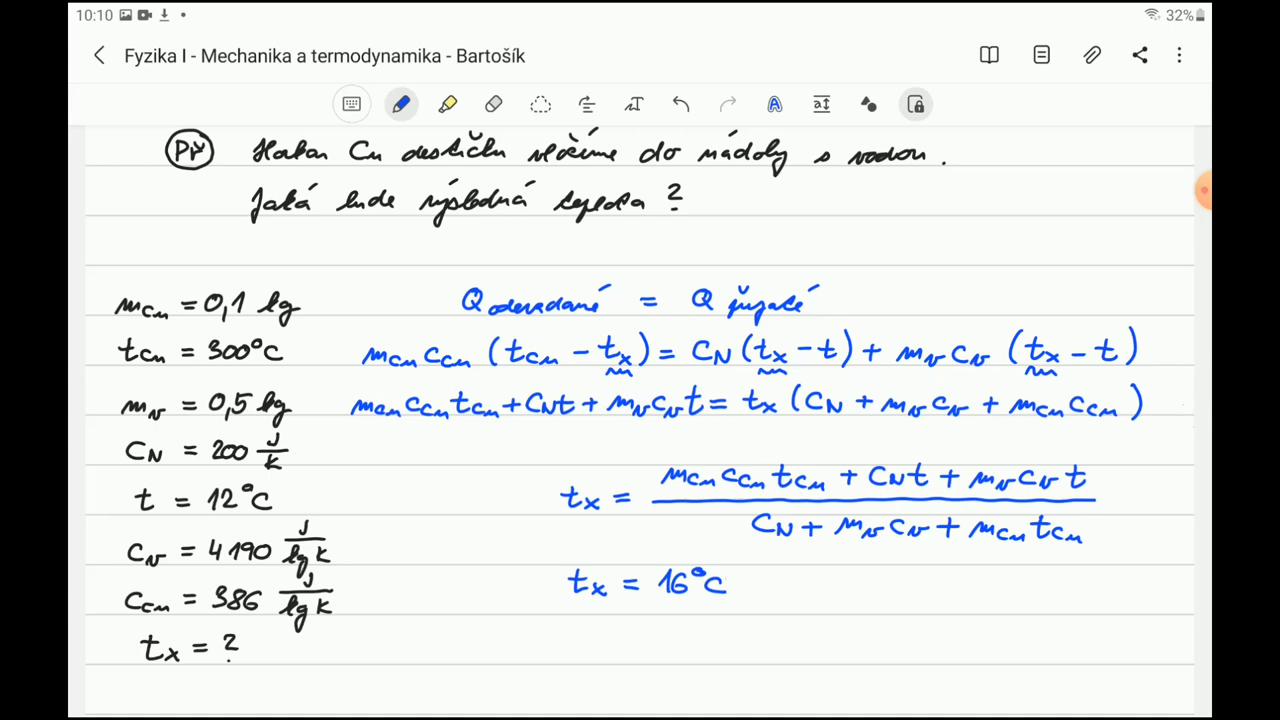 10:10 32%
Fyzika I - Mechanika a termodynamika - Bartošík
Př Horkou Cu destičku vložíme do nádoby s vodou.
Jaká bude výsledná teplota ?
m_Cu = 0,1 kg
t_Cu = 300°C
m_v = 0,5 kg
C_N = 200 J/K
t = 12°C
c_v = 4190 J/kg K
c_Cu = 386 J/kg K
t_x = ?
Q odevzdané = Q přijaté
m_Cu c_Cu (t_Cu - t_x) = C_N (t_x - t) + m_v c_v (t_x - t)
m_Cu c_Cu t_Cu + C_N t + m_v c_v t = t_x (C_N + m_v c_v + m_Cu c_Cu)
t_x = (m_Cu c_Cu t_Cu + C_N t + m_v c_v t) / (C_N + m_v c_v + m_Cu t_Cu)
t_x = 16°C